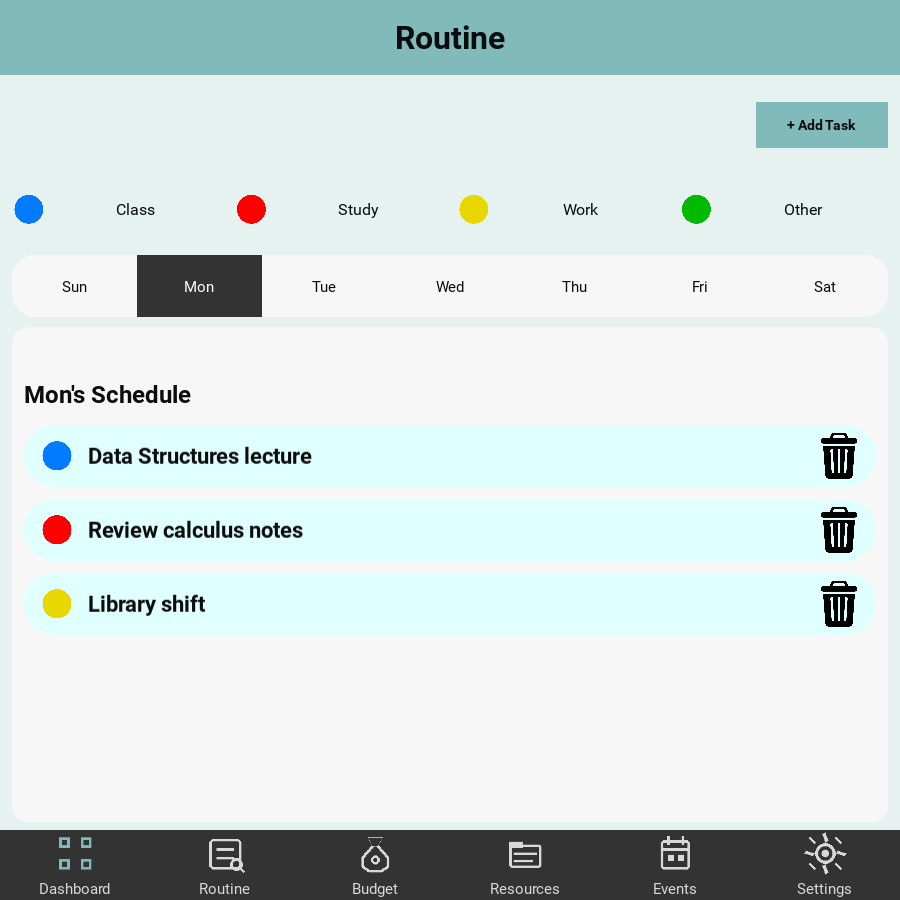 Routine
+ Add Task
Class Study Work Other
Sun Mon Tue Wed Thu Fri Sat
Mon's Schedule
Data Structures lecture
Review calculus notes
Library shift
Dashboard Routine Budget Resources Events Settings